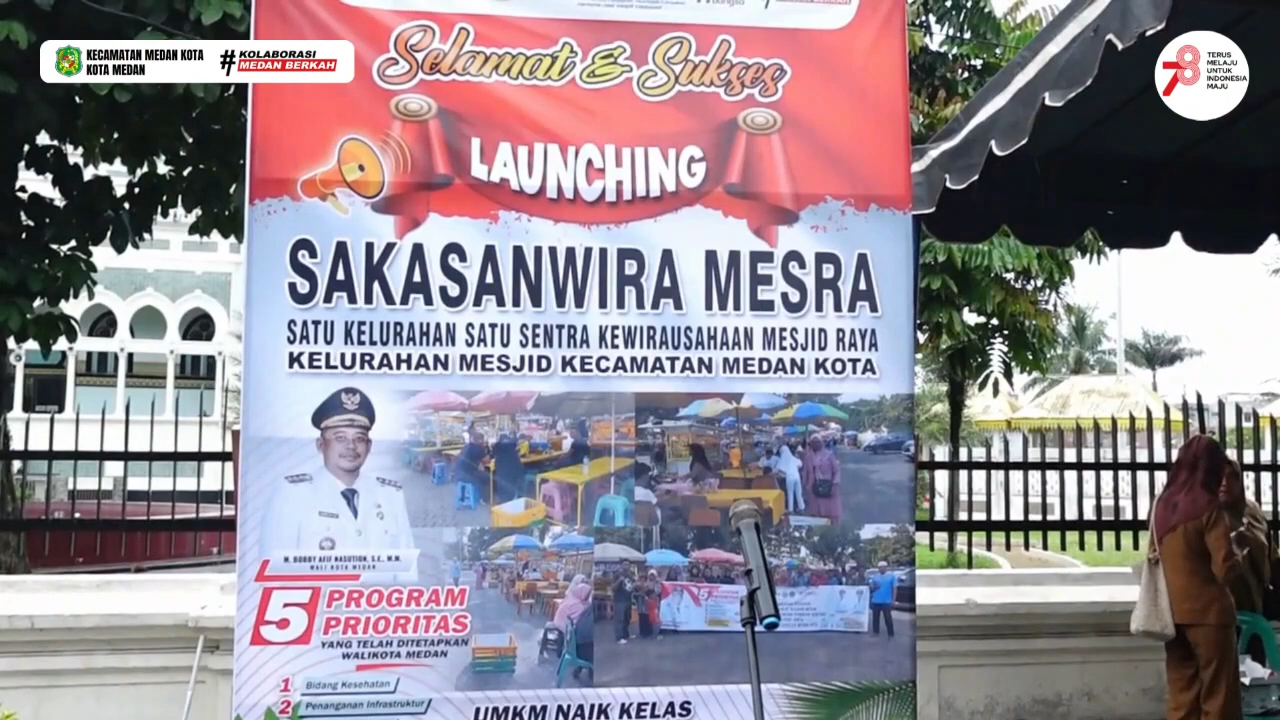 KECAMATAN MEDAN KOTA
KOTA MEDAN
#KOLABORASI
MEDAN BERKAH
78
TERUS
MELAJU
UNTUK
INDONESIA
MAJU
Selamat & Sukses
LAUNCHING
SAKASANWIRA MESRA
SATU KELURAHAN SATU SENTRA KEWIRAUSAHAAN MESJID RAYA
KELURAHAN MESJID KECAMATAN MEDAN KOTA
M. BOBBY AFIF NASUTION, S.E., M.M.
WALI KOTA MEDAN
5 PROGRAM
PRIORITAS
YANG TELAH DITETAPKAN
WALIKOTA MEDAN
1 Bidang Kesehatan
2 Penanganan Infrastruktur
UMKM NAIK KELAS